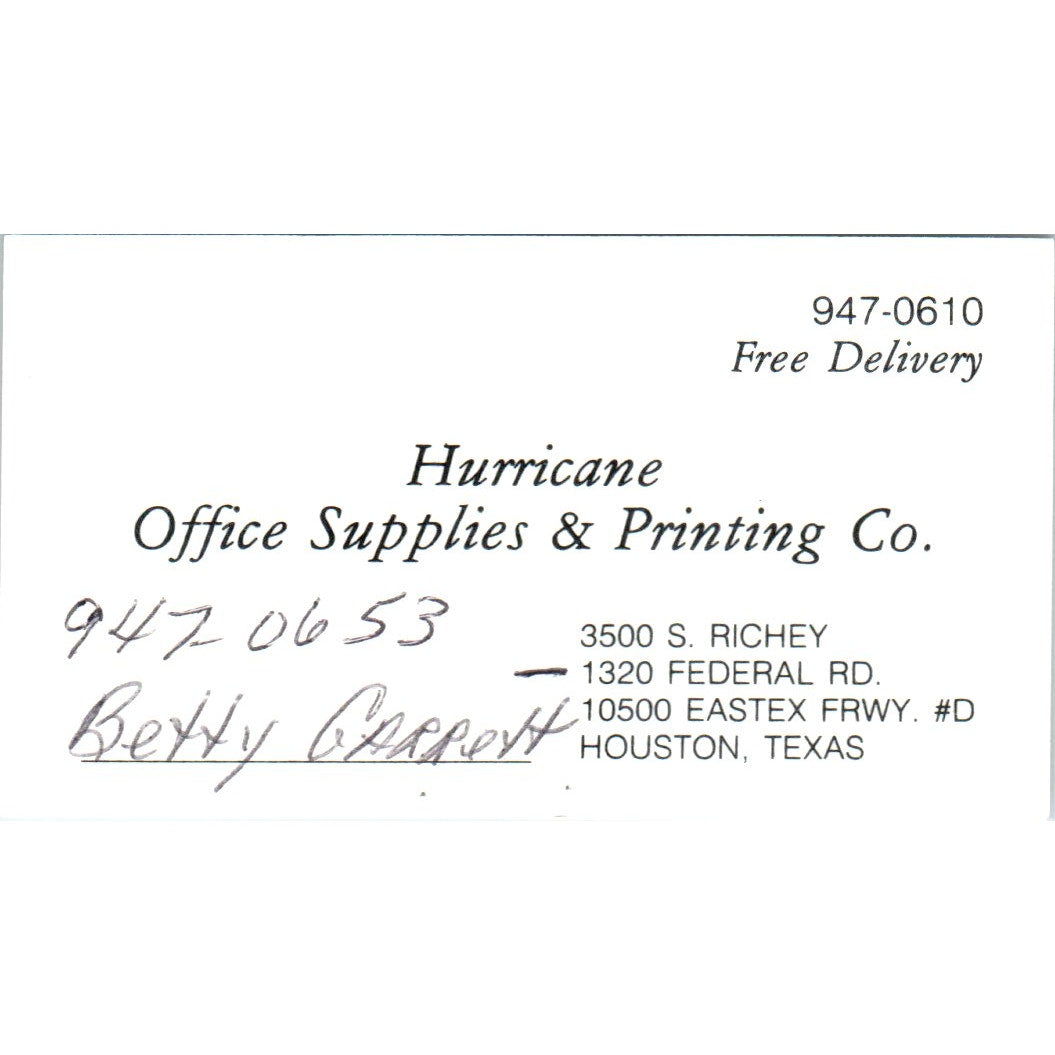 947-0610
Free Delivery
Hurricane
Office Supplies & Printing Co.
947 0653
Betty Garrett
3500 S. RICHEY
1320 FEDERAL RD.
10500 EASTEX FRWY. #D
HOUSTON, TEXAS